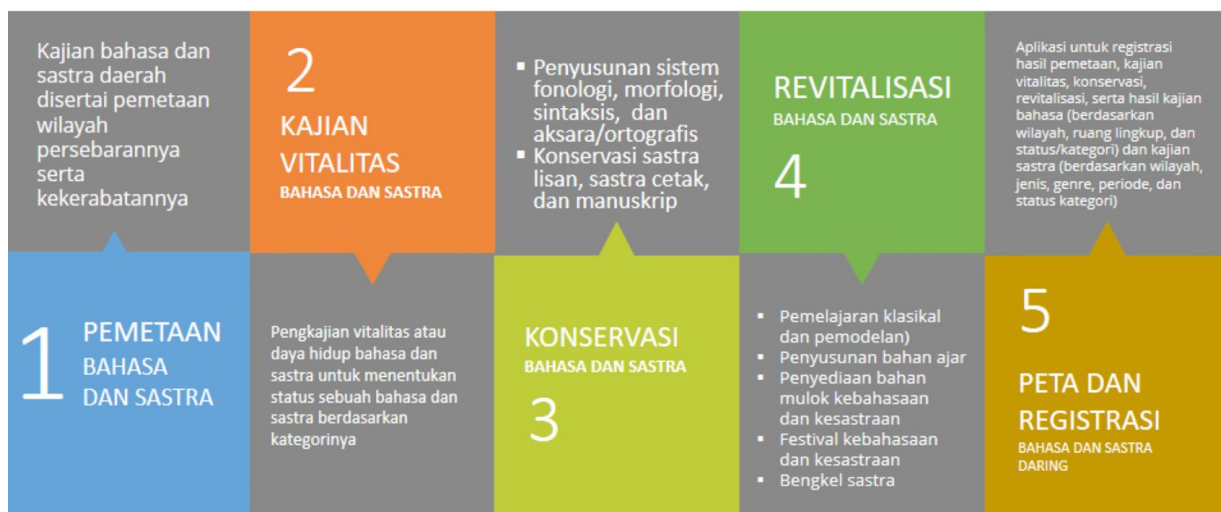 Kajian bahasa dan
sastra daerah
disertai pemetaan
wilayah
persebarannya
serta
kekerabatannya
1
PEMETAAN
BAHASA
DAN SASTRA
2
KAJIAN
VITALITAS
BAHASA DAN SASTRA
Pengkajian vitalitas atau
daya hidup bahasa dan
sastra untuk menentukan
status sebuah bahasa dan
sastra berdasarkan
kategorinya
▪ Penyusunan sistem
fonologi, morfologi,
sintaksis, dan
aksara/ortografis
▪ Konservasi sastra
lisan, sastra cetak,
dan manuskrip
KONSERVASI
BAHASA DAN SASTRA
3
REVITALISASI
BAHASA DAN SASTRA
4
▪ Pemelajaran klasikal
dan pemodelan)
▪ Penyusunan bahan ajar
▪ Penyediaan bahan
mulok kebahasaan
dan kesastraan
▪ Festival kebahasaan
dan kesastraan
▪ Bengkel sastra
Aplikasi untuk registrasi
hasil pemetaan, kajian
vitalitas, konservasi,
revitalisasi, serta hasil kajian
bahasa (berdasarkan
wilayah, ruang lingkup, dan
status/kategori) dan kajian
sastra (berdasarkan wilayah,
jenis, genre, periode, dan
status kategori)
5
PETA DAN
REGISTRASI
BAHASA DAN SASTRA
DARING